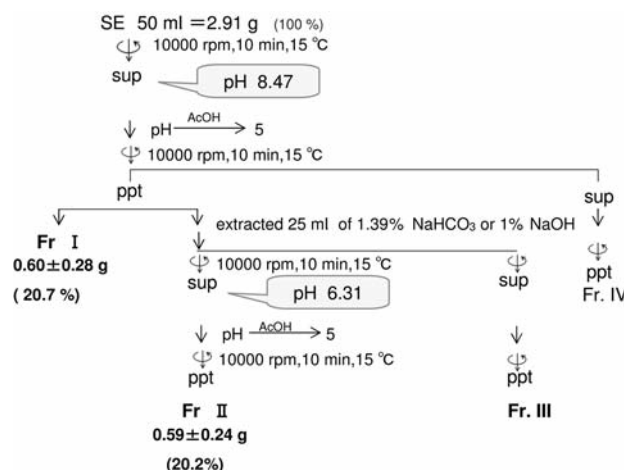 SE 50 ml =2.91 g (100 %)
10000 rpm,10 min,15 ℃
sup
pH 8.47
pH AcOH 5
10000 rpm,10 min,15 ℃
ppt
sup
extracted 25 ml of 1.39% NaHCO₃ or 1% NaOH
Fr Ⅰ
0.60±0.28 g
( 20.7 %)
10000 rpm,10 min,15 ℃
sup
pH 6.31
sup
ppt
Fr. IV
pH AcOH 5
10000 rpm,10 min,15 ℃
ppt
ppt
Fr Ⅱ
Fr. III
0.59±0.24 g
(20.2%)